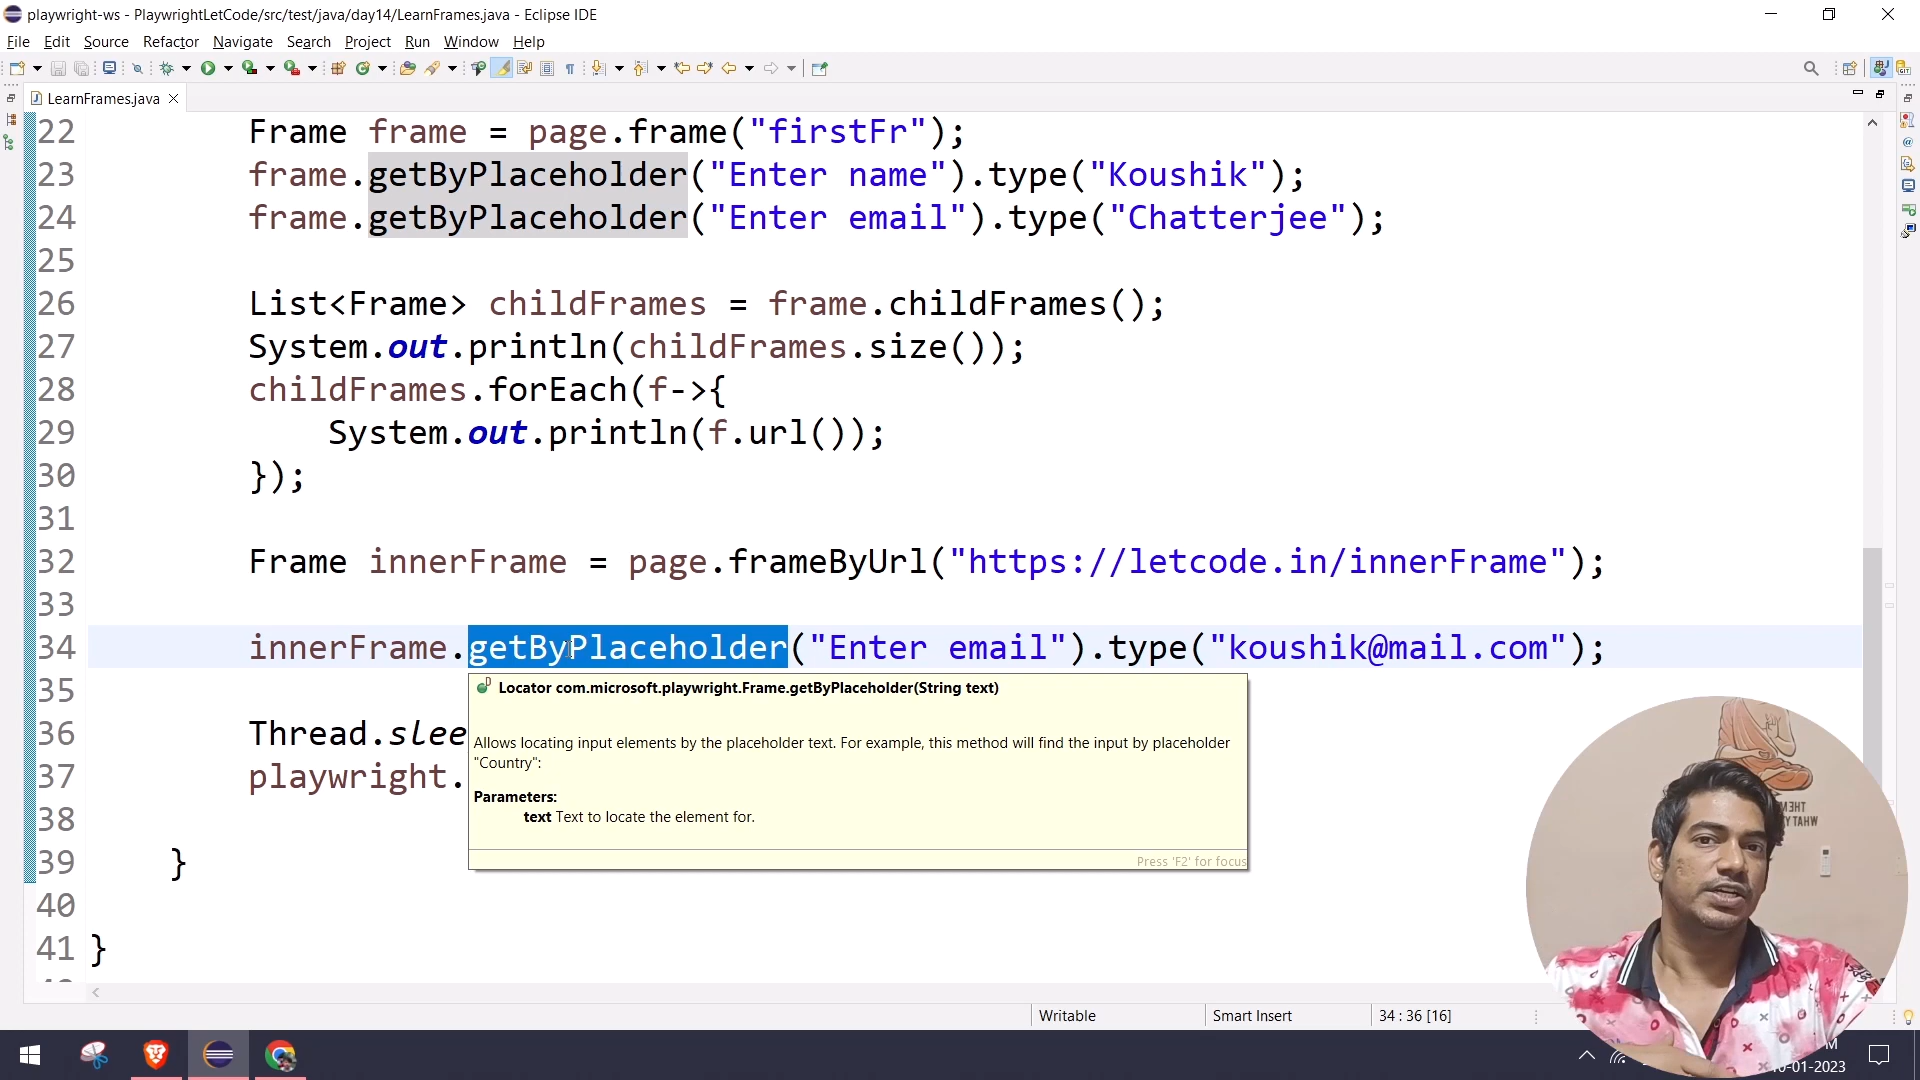 playwright-ws - PlaywrightLetCode/src/test/java/day14/LearnFrames.java - Eclipse IDE
File Edit Source Refactor Navigate Search Project Run Window Help
LearnFrames.java
22 Frame frame = page.frame("firstFr");
23 frame.getByPlaceholder("Enter name").type("Koushik");
24 frame.getByPlaceholder("Enter email").type("Chatterjee");
25
26 List<Frame> childFrames = frame.childFrames();
27 System.out.println(childFrames.size());
28 childFrames.forEach(f->{
29 System.out.println(f.url());
30 });
31
32 Frame innerFrame = page.frameByUrl("https://letcode.in/innerFrame");
33
34 innerFrame.getByPlaceholder("Enter email").type("koushik@mail.com");
35
Locator com.microsoft.playwright.Frame.getByPlaceholder(String text)
36 Thread.slee
Allows locating input elements by the placeholder text. For example, this method will find the input by placeholder
"Country":
37 playwright.
Parameters:
text Text to locate the element for.
38
Press 'F2' for focus
39 }
40
41 }
Writable Smart Insert 34 : 36 [16]